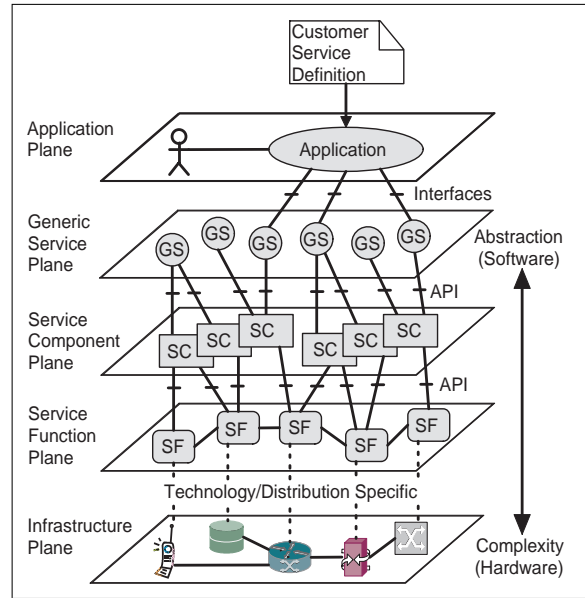 Customer
Service
Definition
Application
Plane
Application
Interfaces
Generic
Service
Plane
GS
GS
GS
GS
GS
GS
Abstraction
(Software)
API
Service
Component
Plane
SC
SC
SC
SC
SC
SC
API
Service
Function
Plane
SF
SF
SF
SF
SF
Technology/Distribution Specific
Infrastructure
Plane
Complexity
(Hardware)